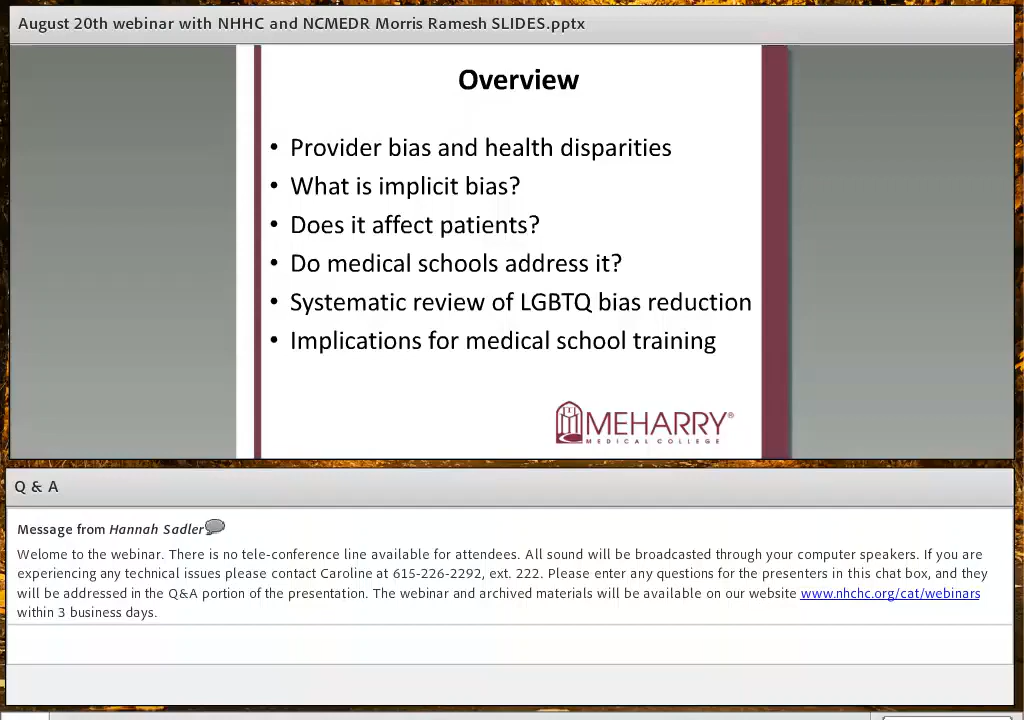 August 20th webinar with NHHC and NCMEDR Morris Ramesh SLIDES.pptx
Overview
• Provider bias and health disparities
• What is implicit bias?
• Does it affect patients?
• Do medical schools address it?
• Systematic review of LGBTQ bias reduction
• Implications for medical school training
MEHARRY®
MEDICAL COLLEGE
Q & A
Message from Hannah Sadler
Welome to the webinar. There is no tele-conference line available for attendees. All sound will be broadcasted through your computer speakers. If you are
experiencing any technical issues please contact Caroline at 615-226-2292, ext. 222. Please enter any questions for the presenters in this chat box, and they
will be addressed in the Q&A portion of the presentation. The webinar and archived materials will be available on our website www.nhchc.org/cat/webinars
within 3 business days.